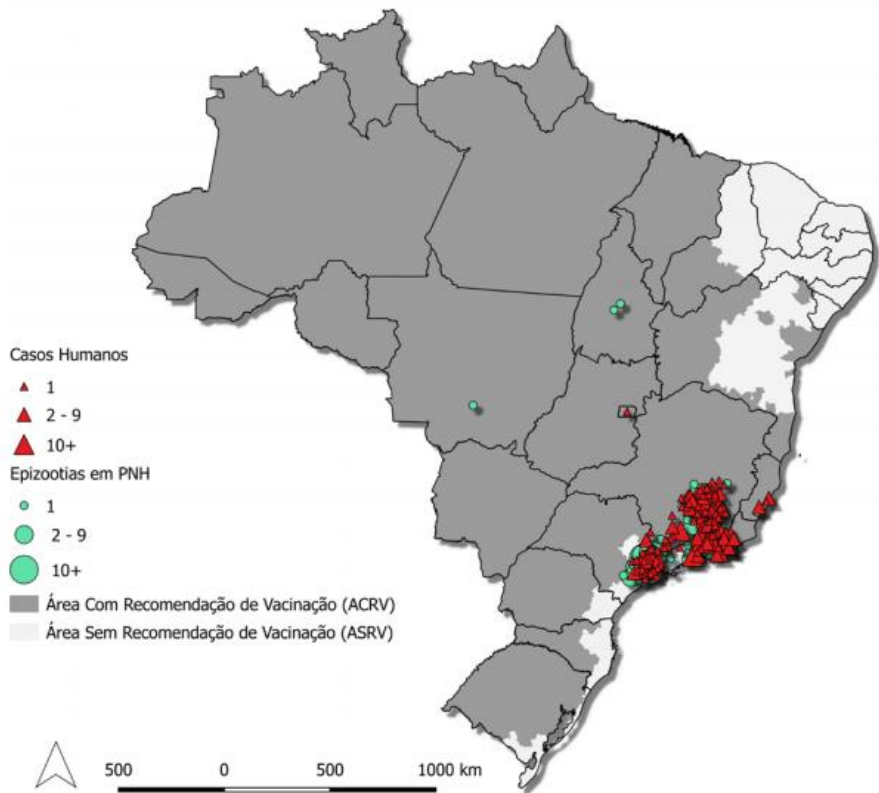 Casos Humanos
1
2 - 9
10+
Epizootias em PNH
1
2 - 9
10+
Área Com Recomendação de Vacinação (ACRV)
Área Sem Recomendação de Vacinação (ASRV)
500 0 500 1000 km